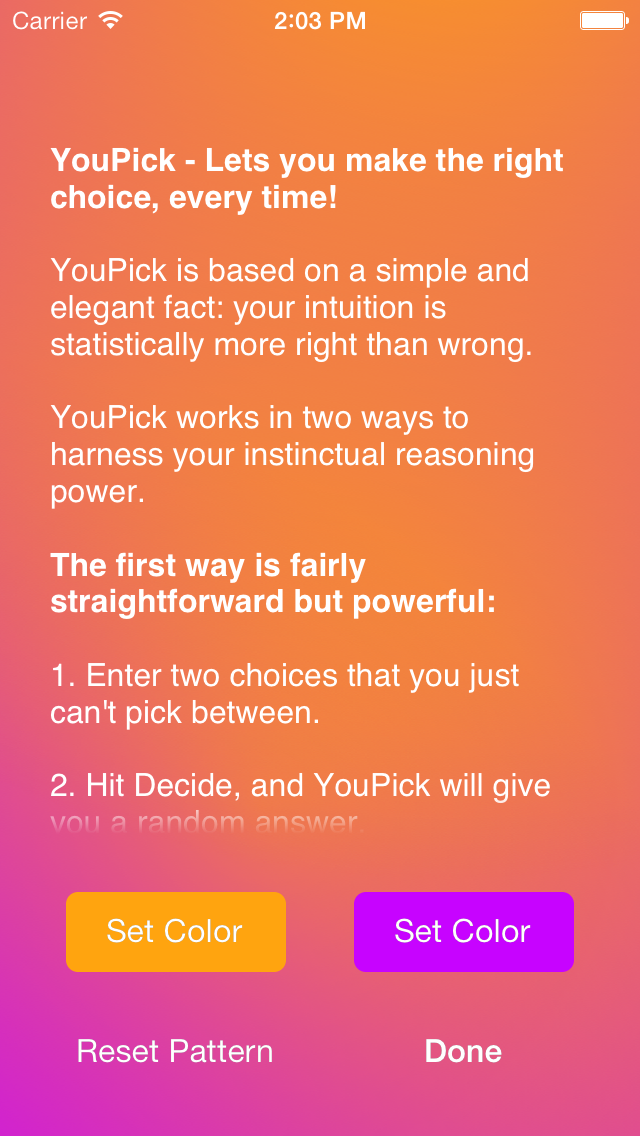 Carrier 2:03 PM
YouPick - Lets you make the right
choice, every time!
YouPick is based on a simple and
elegant fact: your intuition is
statistically more right than wrong.
YouPick works in two ways to
harness your instinctual reasoning
power.
The first way is fairly
straightforward but powerful:
1. Enter two choices that you just
can't pick between.
2. Hit Decide, and YouPick will give
you a random answer.
Set Color Set Color
Reset Pattern Done